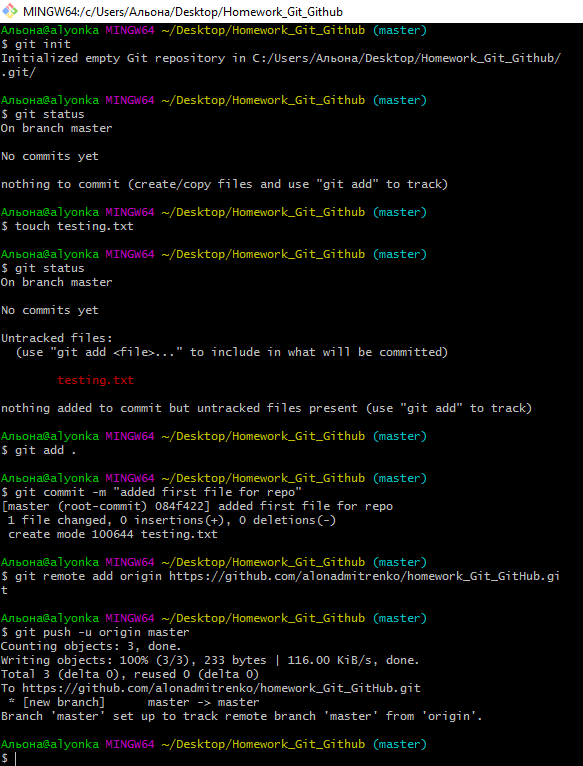 MINGW64:/c/Users/Альона/Desktop/Homework_Git_Github
Альона@alyonka MINGW64 ~/Desktop/Homework_Git_Github (master)
$ git init
Initialized empty Git repository in C:/Users/Альона/Desktop/Homework_Git_Github/
.git/
Альона@alyonka MINGW64 ~/Desktop/Homework_Git_Github (master)
$ git status
On branch master
No commits yet
nothing to commit (create/copy files and use "git add" to track)
Альона@alyonka MINGW64 ~/Desktop/Homework_Git_Github (master)
$ touch testing.txt
Альона@alyonka MINGW64 ~/Desktop/Homework_Git_Github (master)
$ git status
On branch master
No commits yet
Untracked files:
  (use "git add <file>..." to include in what will be committed)
        testing.txt
nothing added to commit but untracked files present (use "git add" to track)
Альона@alyonka MINGW64 ~/Desktop/Homework_Git_Github (master)
$ git add .
Альона@alyonka MINGW64 ~/Desktop/Homework_Git_Github (master)
$ git commit -m "added first file for repo"
[master (root-commit) 084f422] added first file for repo
 1 file changed, 0 insertions(+), 0 deletions(-)
 create mode 100644 testing.txt
Альона@alyonka MINGW64 ~/Desktop/Homework_Git_Github (master)
$ git remote add origin https://github.com/alonadmitrenko/homework_Git_GitHub.gi
t
Альона@alyonka MINGW64 ~/Desktop/Homework_Git_Github (master)
$ git push -u origin master
Counting objects: 3, done.
Writing objects: 100% (3/3), 233 bytes | 116.00 KiB/s, done.
Total 3 (delta 0), reused 0 (delta 0)
To https://github.com/alonadmitrenko/homework_Git_GitHub.git
 * [new branch]      master -> master
Branch 'master' set up to track remote branch 'master' from 'origin'.
Альона@alyonka MINGW64 ~/Desktop/Homework_Git_Github (master)
$